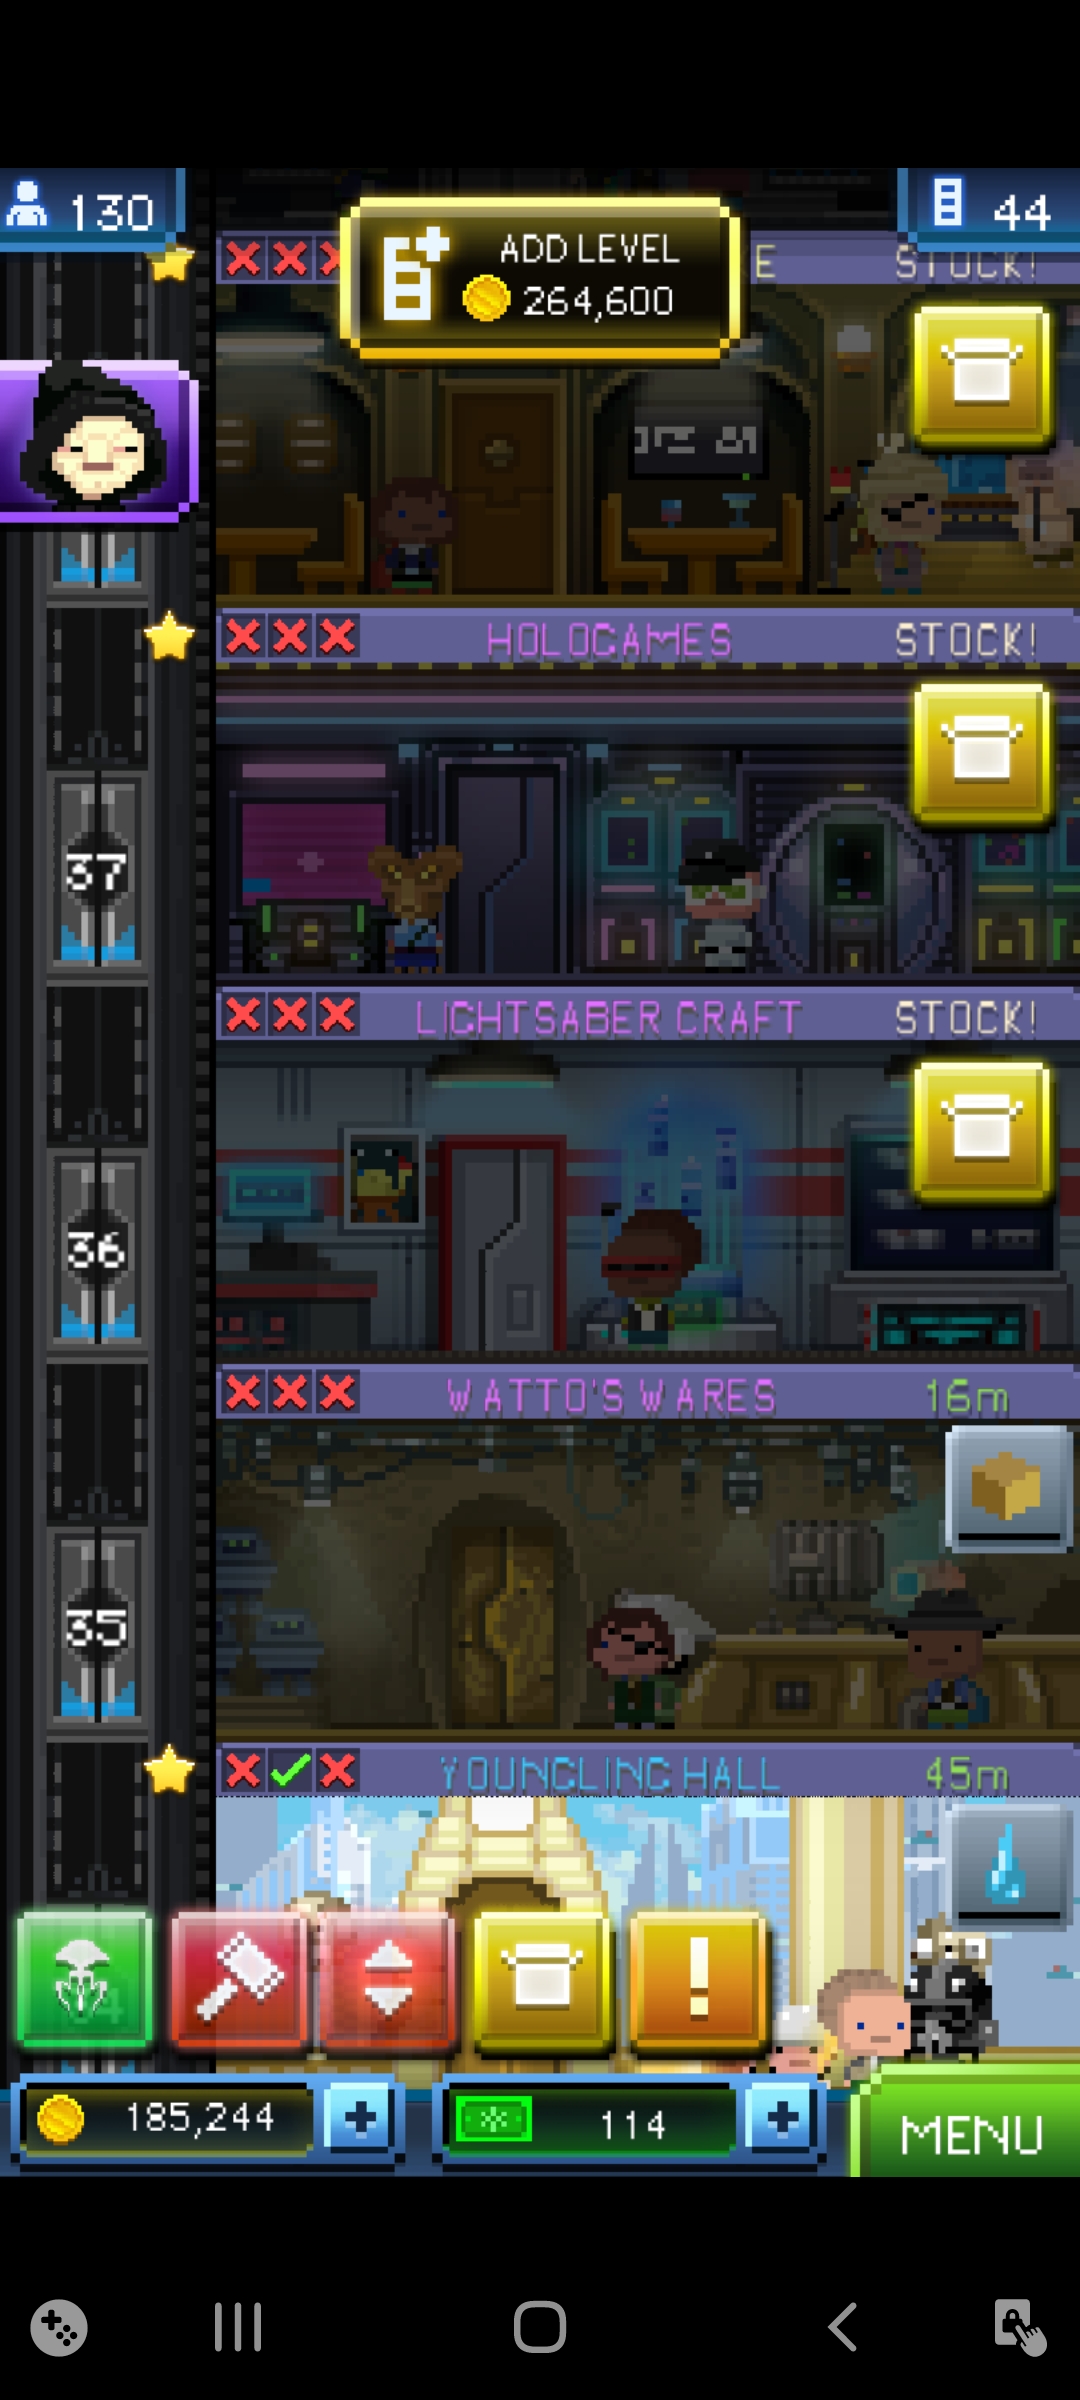 130
ADD LEVEL
264,600
44
E
STOCK!
HOLOGAMES
STOCK!
37
LIGHTSABER CRAFT
STOCK!
36
WATTO'S WARES
16m
35
YOUNGLING HALL
45m
!
185,244
114
MENU